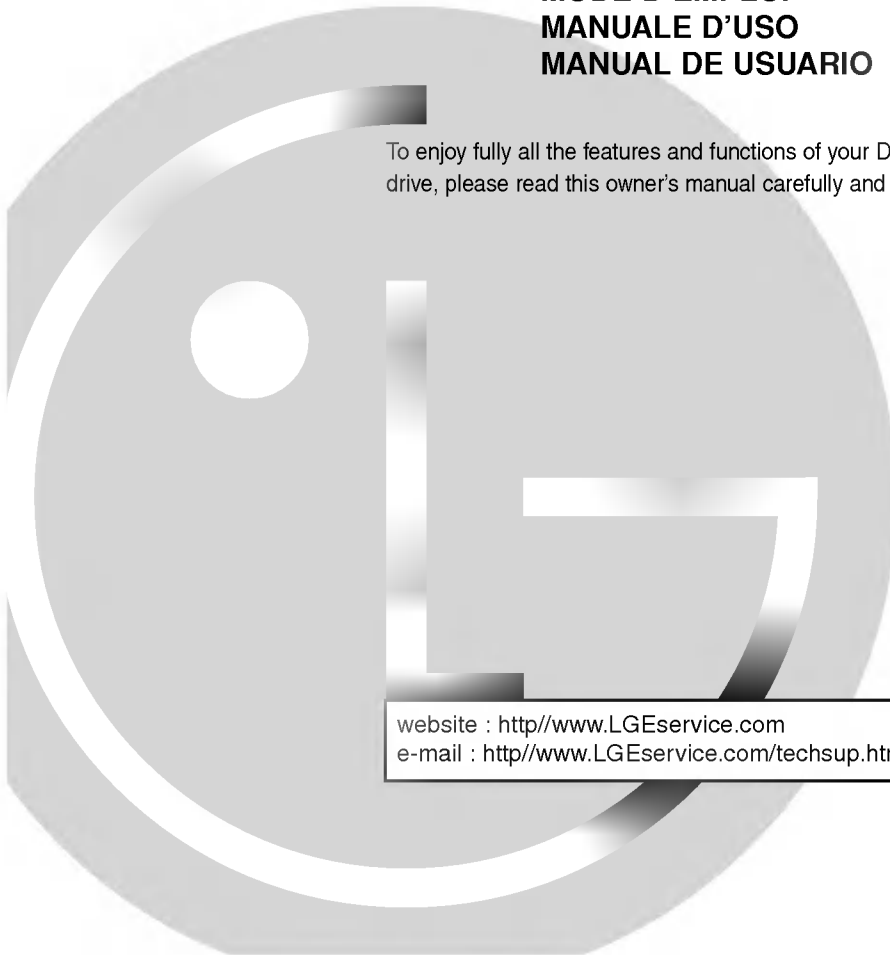 MANUALE D’USO
MANUAL DE USUARIO
To enjoy fully all the features and functions of your D
drive, please read this owner’s manual carefully and
website : http//www.LGEservice.com
e-mail : http//www.LGEservice.com/techsup.htm